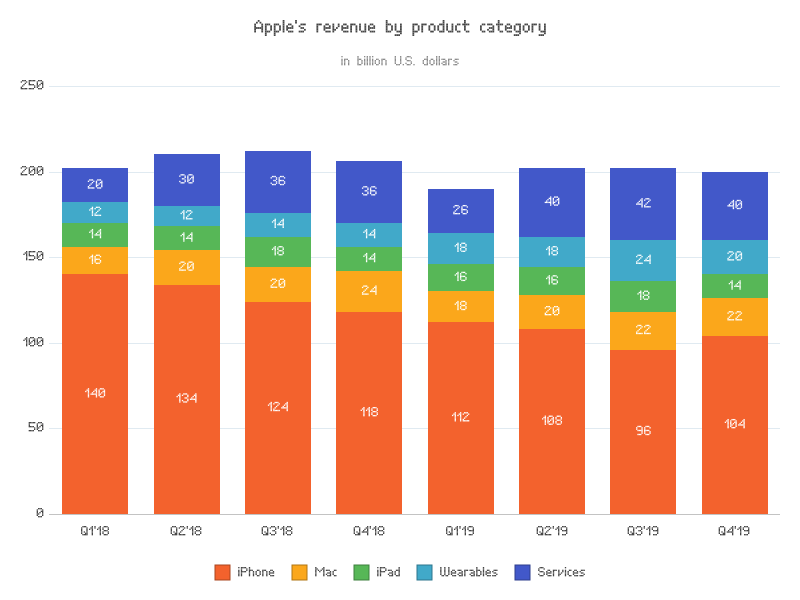 Apple's revenue by product category
in billion U.S. dollars
250
200
150
100
50
0
20 30 36 36 26 40 42 40
12 12 14 14 18 18 24 20
14 14 18 14 16 16 18 14
16 20 20 24 18 20 22 22
140 134 124 118 112 108 96 104
Q1'18 Q2'18 Q3'18 Q4'18 Q1'19 Q2'19 Q3'19 Q4'19
iPhone Mac iPad Wearables Services